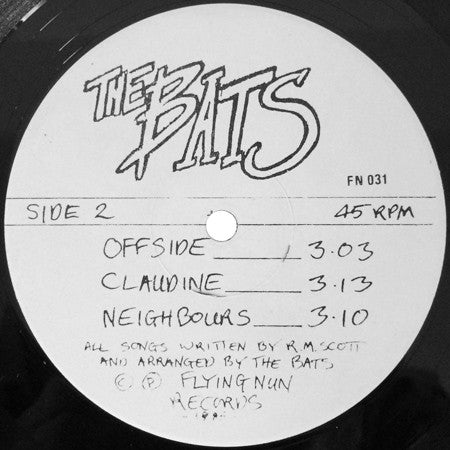 THE
BATS
FN 031
SIDE 2 45 RPM
OFFSIDE 3.03
CLAUDINE 3.13
NEIGHBOURS 3.10
ALL SONGS WRITTEN BY R.M.SCOTT
AND ARRANGED BY THE BATS
© ℗ FLYING NUN
RECORDS